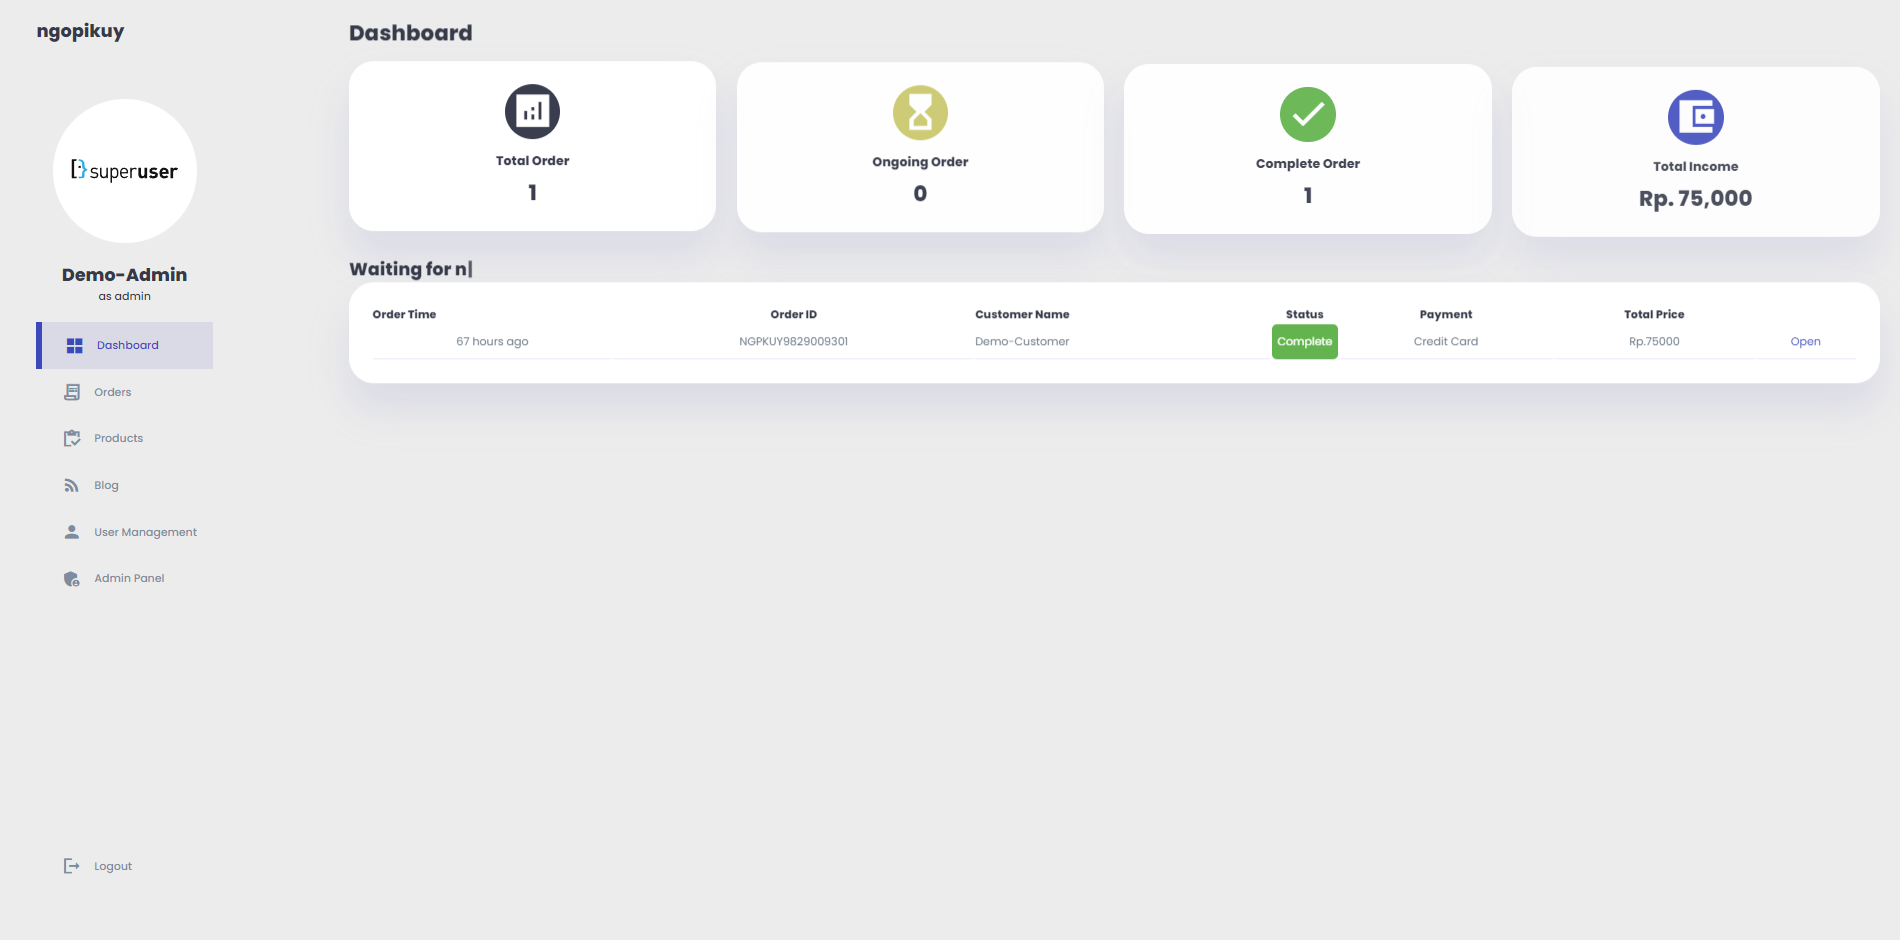 ngopikuy
superuser
Demo-Admin
as admin
Dashboard
Orders
Products
Blog
User Management
Admin Panel
Logout
Dashboard
Total Order
1
Ongoing Order
0
Complete Order
1
Total Income
Rp. 75,000
Waiting for n|
Order Time Order ID Customer Name Status Payment Total Price
67 hours ago NGPKUY9829009301 Demo-Customer Complete Credit Card Rp.75000 Open